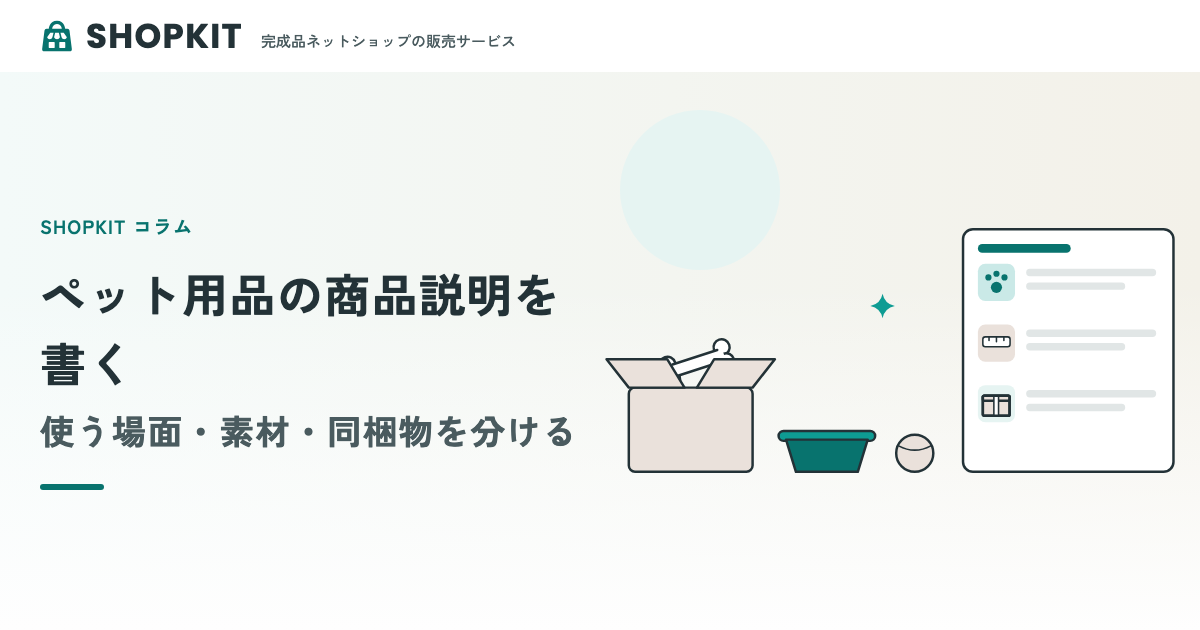 SHOPKIT 完成品ネットショップの販売サービス
SHOPKIT コラム
ペット用品の商品説明を
書く
使う場面・素材・同梱物を分ける